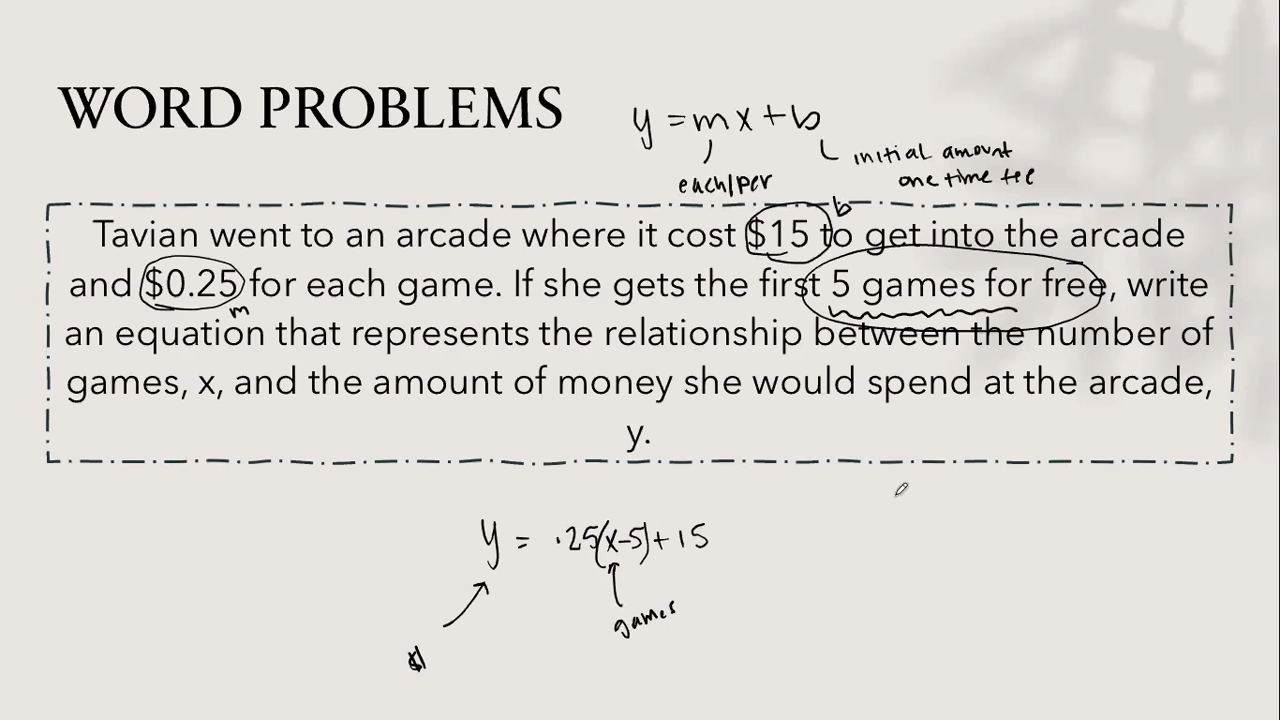 WORD PROBLEMS
y = mx + b
each/per
initial amount
one time fee
b
Tavian went to an arcade where it cost $15 to get into the arcade
and $0.25 for each game. If she gets the first 5 games for free, write
m
an equation that represents the relationship between the number of
games, x, and the amount of money she would spend at the arcade,
y.
y = .25(x-5)+15
games
$